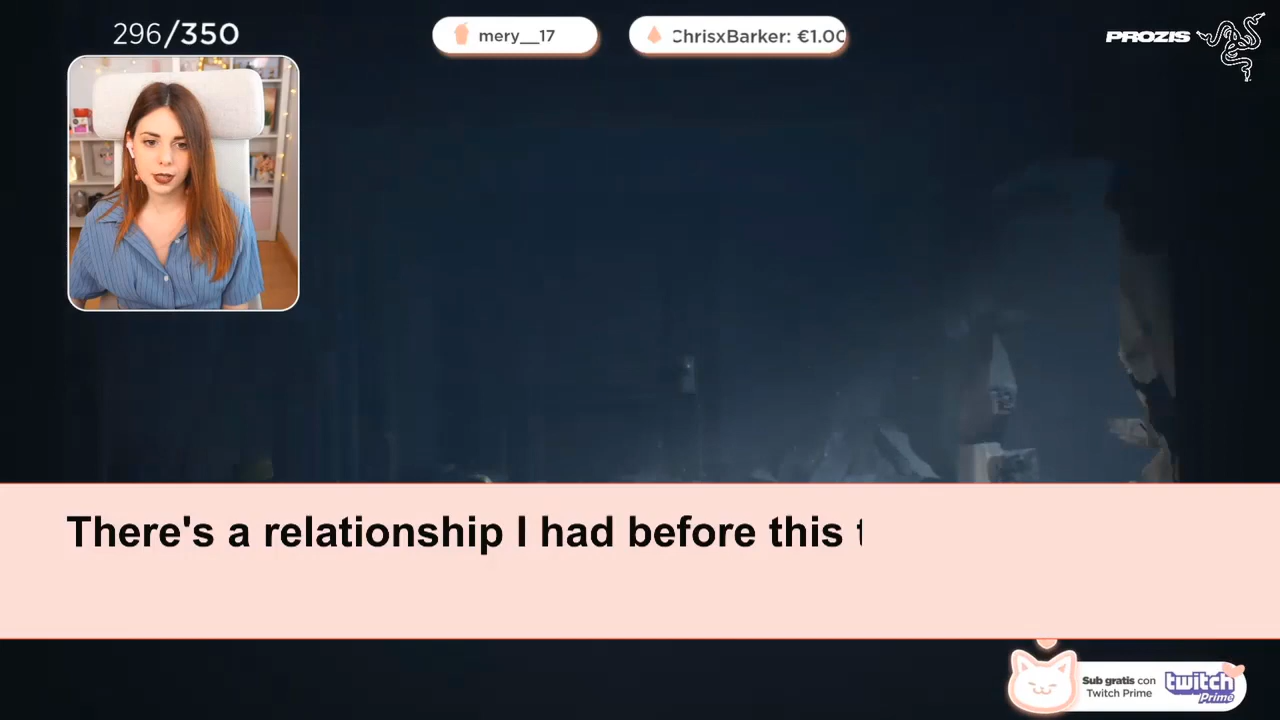 296/350
mery__17
ChrisxBarker: €1.00
PROZIS
There's a relationship I had before this t
Sub gratis con
Twitch Prime
twitch
Prime